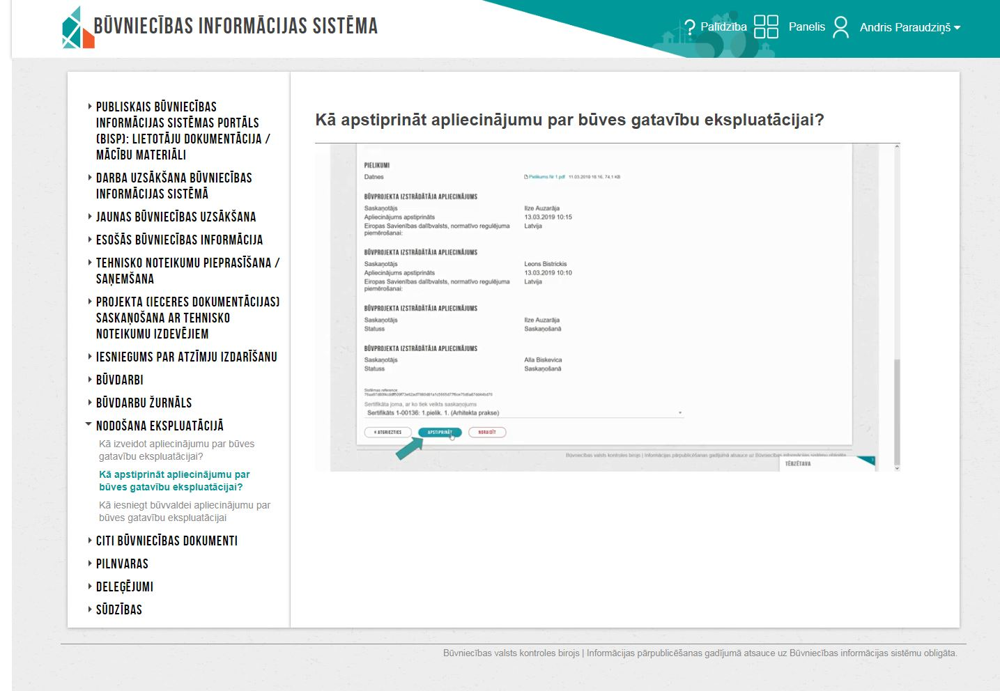 BŪVNIECĪBAS INFORMĀCIJAS SISTĒMA
Palīdzība
Panelis
Andris Paraudziņš
PUBLISKAIS BŪVNIECĪBAS
INFORMĀCIJAS SISTĒMAS PORTĀLS
(BISP): LIETOTĀJU DOKUMENTĀCIJA /
MĀCĪBU MATERIĀLI
DARBA UZSĀKŠANA BŪVNIECĪBAS
INFORMĀCIJAS SISTĒMĀ
JAUNAS BŪVNIECĪBAS UZSĀKŠANA
ESOŠĀS BŪVNIECĪBAS INFORMĀCIJA
TEHNISKO NOTEIKUMU PIEPRASĪŠANA /
SAŅEMŠANA
PROJEKTA (IECERES DOKUMENTĀCIJAS)
SASKAŅOŠANA AR TEHNISKO
NOTEIKUMU IZDEVĒJIEM
IESNIEGUMS PAR ATZĪMJU IZDARĪŠANU
BŪVDARBI
BŪVDARBU ŽURNĀLS
NODOŠANA EKSPLUATĀCIJĀ
Kā izveidot apliecinājumu par būves
gatavību ekspluatācijai?
Kā apstiprināt apliecinājumu par
būves gatavību ekspluatācijai?
Kā iesniegt būvvaldei apliecinājumu par
būves gatavību ekspluatācijai
CITI BŪVNIECĪBAS DOKUMENTI
PILNVARAS
DELEĢĒJUMI
SŪDZĪBAS
Kā apstiprināt apliecinājumu par būves gatavību ekspluatācijai?
PIELIKUMI
Datnes Pielikums Nr 1.pdf 11.03.2019 16:16, 74,1 KB
BŪVPROJEKTA IZSTRĀDĀTĀJA APLIECINĀJUMS
Saskaņotājs Ilze Auzarāja
Apliecinājums apstiprināts 13.03.2019 10:15
Eiropas Savienības dalībvalsts, normatīvo regulējuma Latvija
piemērošanai:
BŪVPROJEKTA IZSTRĀDĀTĀJA APLIECINĀJUMS
Saskaņotājs Leons Bistrickis
Apliecinājums apstiprināts 13.03.2019 10:10
Eiropas Savienības dalībvalsts, normatīvo regulējuma Latvija
piemērošanai:
BŪVPROJEKTA IZSTRĀDĀTĀJA APLIECINĀJUMS
Saskaņotājs Ilze Auzarāja
Statuss Saskaņošanā
BŪVPROJEKTA IZSTRĀDĀTĀJA APLIECINĀJUMS
Saskaņotājs Alla Biskevica
Statuss Saskaņošanā
Sistēmas reference:
Sertifikāta joma, ar ko tiek veikts saskaņojums
Sertifikāts 1-00136: 1.pielik. 1. (Arhitekta prakse)
ATGRIEZTIES APSTIPRINĀT NORAIDĪT
Būvniecības valsts kontroles birojs | Informācijas pārpublicēšanas gadījumā atsauce uz Būvniecības informācijas sistēmu obligāta.
TĒRZĒTAVA
Būvniecības valsts kontroles birojs | Informācijas pārpublicēšanas gadījumā atsauce uz Būvniecības informācijas sistēmu obligāta.